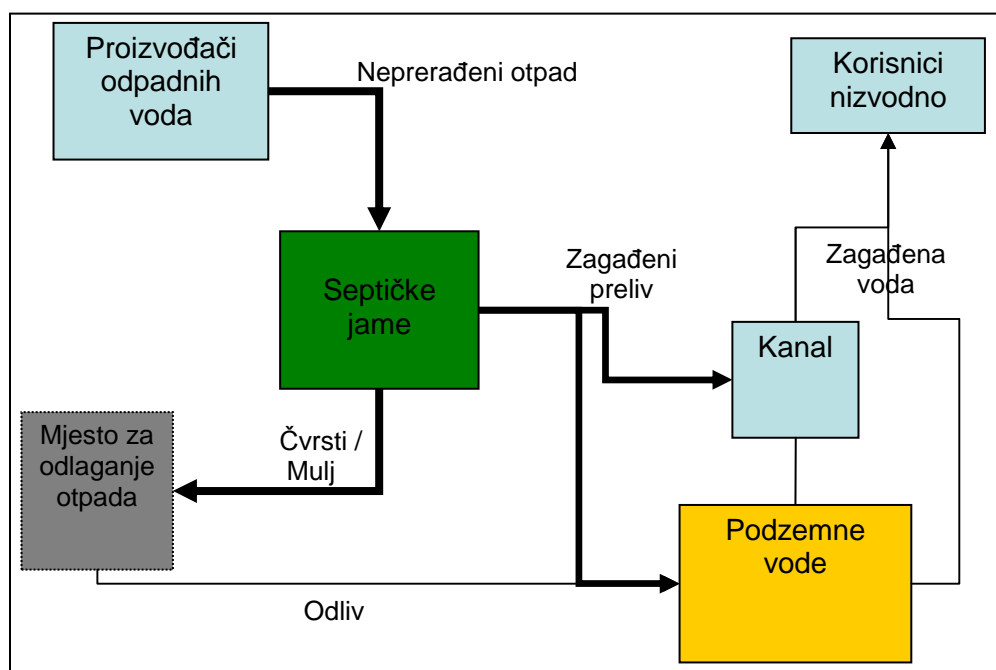 Proizvođači
odpadnih
voda
Neprerađeni otpad
Korisnici
nizvodno
Septičke
jame
Zagađeni
preliv
Zagađena
voda
Kanal
Mjesto za
odlaganje
otpada
Čvrsti /
Mulj
Podzemne
vode
Odliv